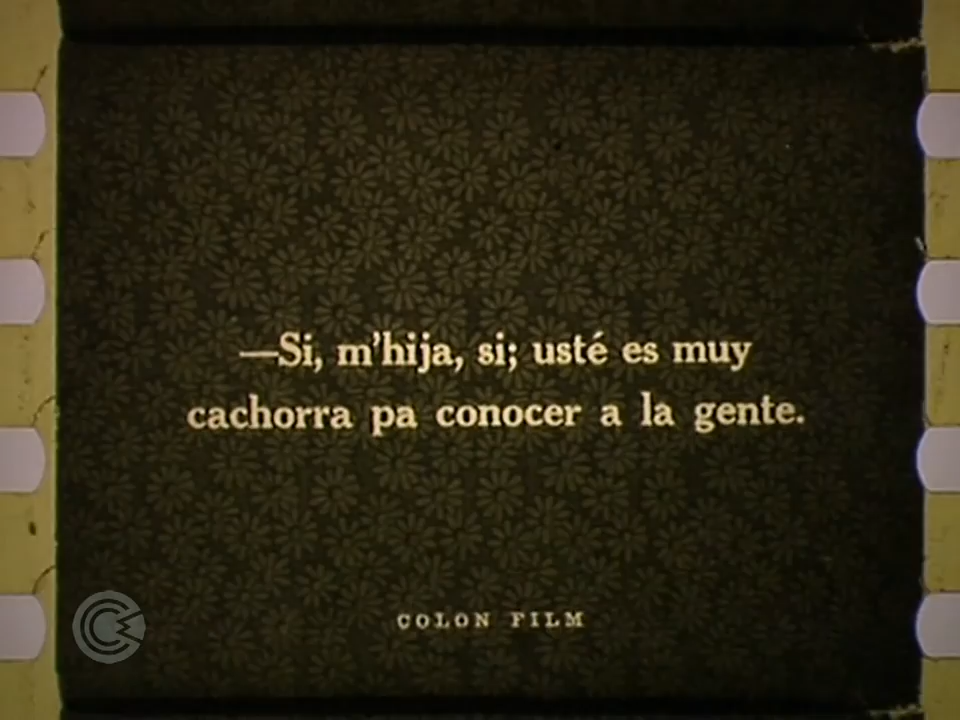 —Si, m'hija, si; usté es muy
cachorra pa conocer a la gente.
COLON FILM